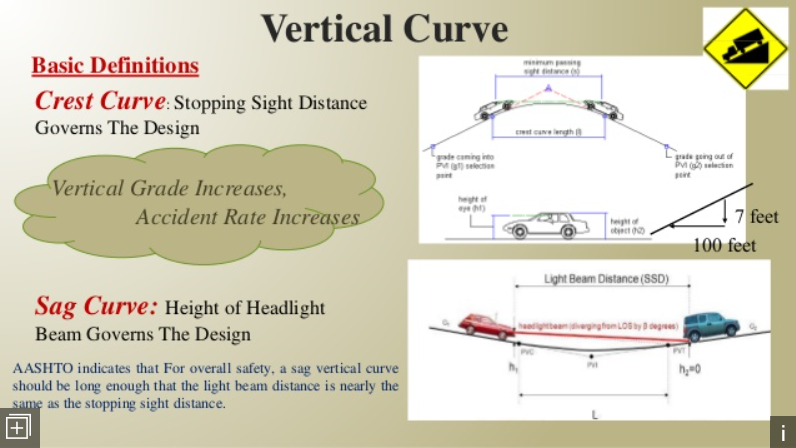 Vertical Curve
Basic Definitions
Crest Curve: Stopping Sight Distance
Governs The Design
Vertical Grade Increases,
Accident Rate Increases
Sag Curve: Height of Headlight
Beam Governs The Design
AASHTO indicates that For overall safety, a sag vertical curve
should be long enough that the light beam distance is nearly the
same as the stopping sight distance.
minimum passing
sight distance (s)
A
crest curve length (l)
grade coming into
PVI (g1) selection
point
grade going out of
PVI (g2) selection
point
height of
eye (h1)
height of
object (h2)
7 feet
100 feet
Light Beam Distance (SSD)
G₁
headlight beam (diverging from LOS by β degrees)
G₂
PVC
PVI
PVT
h₁
h₂=0
L
i